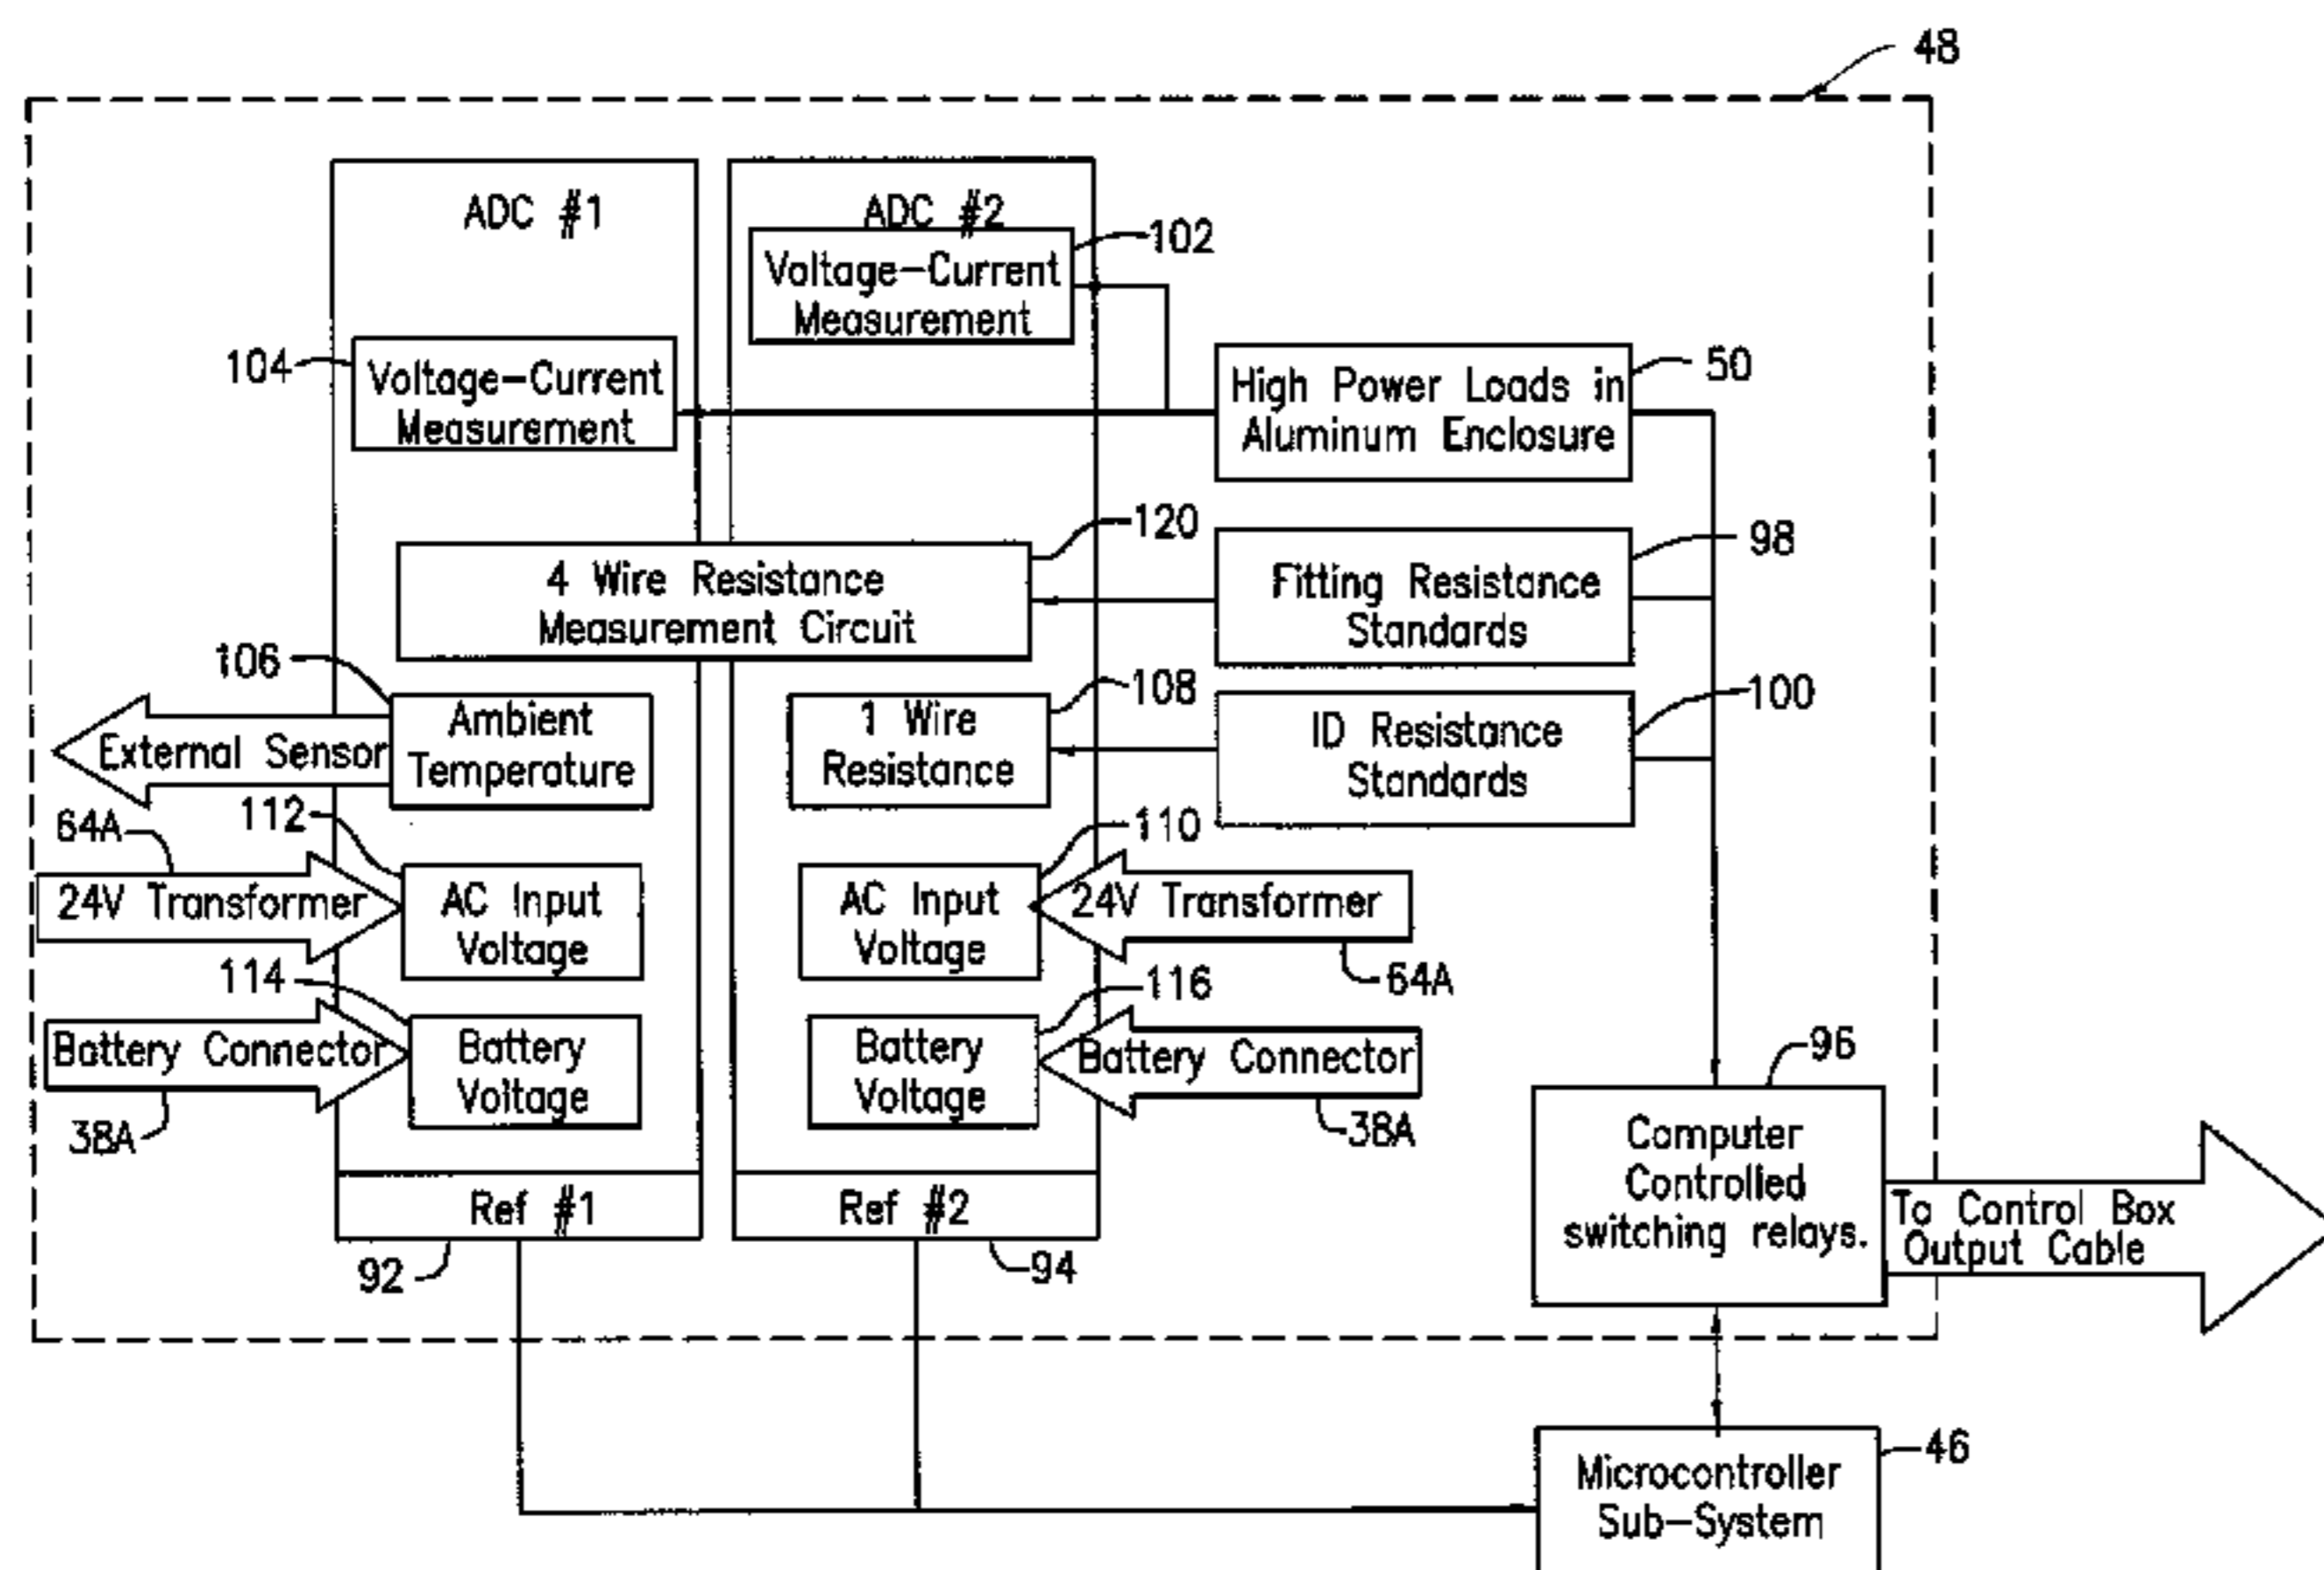 48
ADC #1
ADC #2
102
Voltage-Current
Measurement
104
Voltage-Current
Measurement
High Power Loads in
Aluminum Enclosure
50
120
4 Wire Resistance
Measurement Circuit
Fitting Resistance
Standards
98
106
External Sensor
Ambient
Temperature
108
1 Wire
Resistance
ID Resistance
Standards
100
64A
112
24V Transformer
AC Input
Voltage
110
AC Input
Voltage
24V Transformer
64A
114
Battery Connector
38A
Battery
Voltage
116
Battery
Voltage
Battery Connector
38A
96
Computer
Controlled
switching relays.
To Control Box
Output Cable
Ref #1
92
Ref #2
94
46
Microcontroller
Sub-System